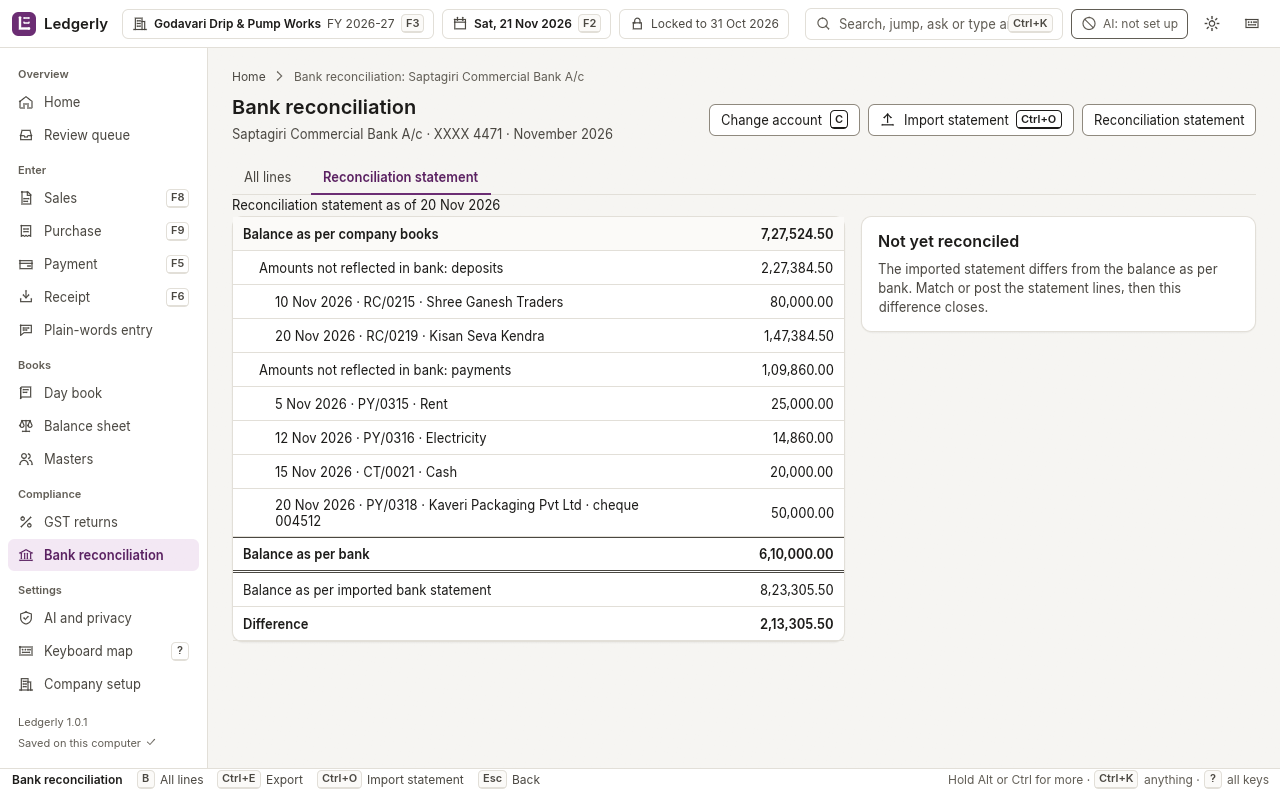 Ledgerly
Godavari Drip & Pump Works FY 2026-27 F3
Sat, 21 Nov 2026 F2
Locked to 31 Oct 2026
Search, jump, ask or type a Ctrl+K
AI: not set up
Overview
Home
Review queue
Enter
Sales F8
Purchase F9
Payment F5
Receipt F6
Plain-words entry
Books
Day book
Balance sheet
Masters
Compliance
GST returns
Bank reconciliation
Settings
AI and privacy
Keyboard map ?
Company setup
Ledgerly 1.0.1
Saved on this computer
Home > Bank reconciliation: Saptagiri Commercial Bank A/c
Bank reconciliation
Saptagiri Commercial Bank A/c · XXXX 4471 · November 2026
Change account C
Import statement Ctrl+O
Reconciliation statement
All lines
Reconciliation statement
Reconciliation statement as of 20 Nov 2026
Balance as per company books 7,27,524.50
Amounts not reflected in bank: deposits 2,27,384.50
10 Nov 2026 · RC/0215 · Shree Ganesh Traders 80,000.00
20 Nov 2026 · RC/0219 · Kisan Seva Kendra 1,47,384.50
Amounts not reflected in bank: payments 1,09,860.00
5 Nov 2026 · PY/0315 · Rent 25,000.00
12 Nov 2026 · PY/0316 · Electricity 14,860.00
15 Nov 2026 · CT/0021 · Cash 20,000.00
20 Nov 2026 · PY/0318 · Kaveri Packaging Pvt Ltd · cheque
004512 50,000.00
Balance as per bank 6,10,000.00
Balance as per imported bank statement 8,23,305.50
Difference 2,13,305.50
Not yet reconciled
The imported statement differs from the balance as per
bank. Match or post the statement lines, then this
difference closes.
Bank reconciliation B All lines Ctrl+E Export Ctrl+O Import statement Esc Back
Hold Alt or Ctrl for more · Ctrl+K anything · ? all keys